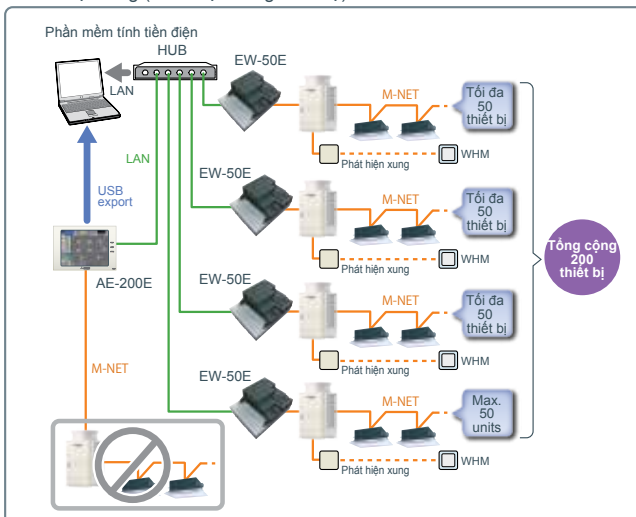 Phần mềm tính tiền điện
HUB
LAN
EW-50E
M-NET
Tối đa
50
thiết bị
Phát hiện xung
WHM
LAN
USB
export
EW-50E
M-NET
Tối đa
50
thiết bị
Phát hiện xung
WHM
Tổng cộng
200
thiết bị
AE-200E
EW-50E
M-NET
Tối đa
50
thiết bị
Phát hiện xung
WHM
M-NET
EW-50E
M-NET
Max.
50
units
Phát hiện xung
WHM